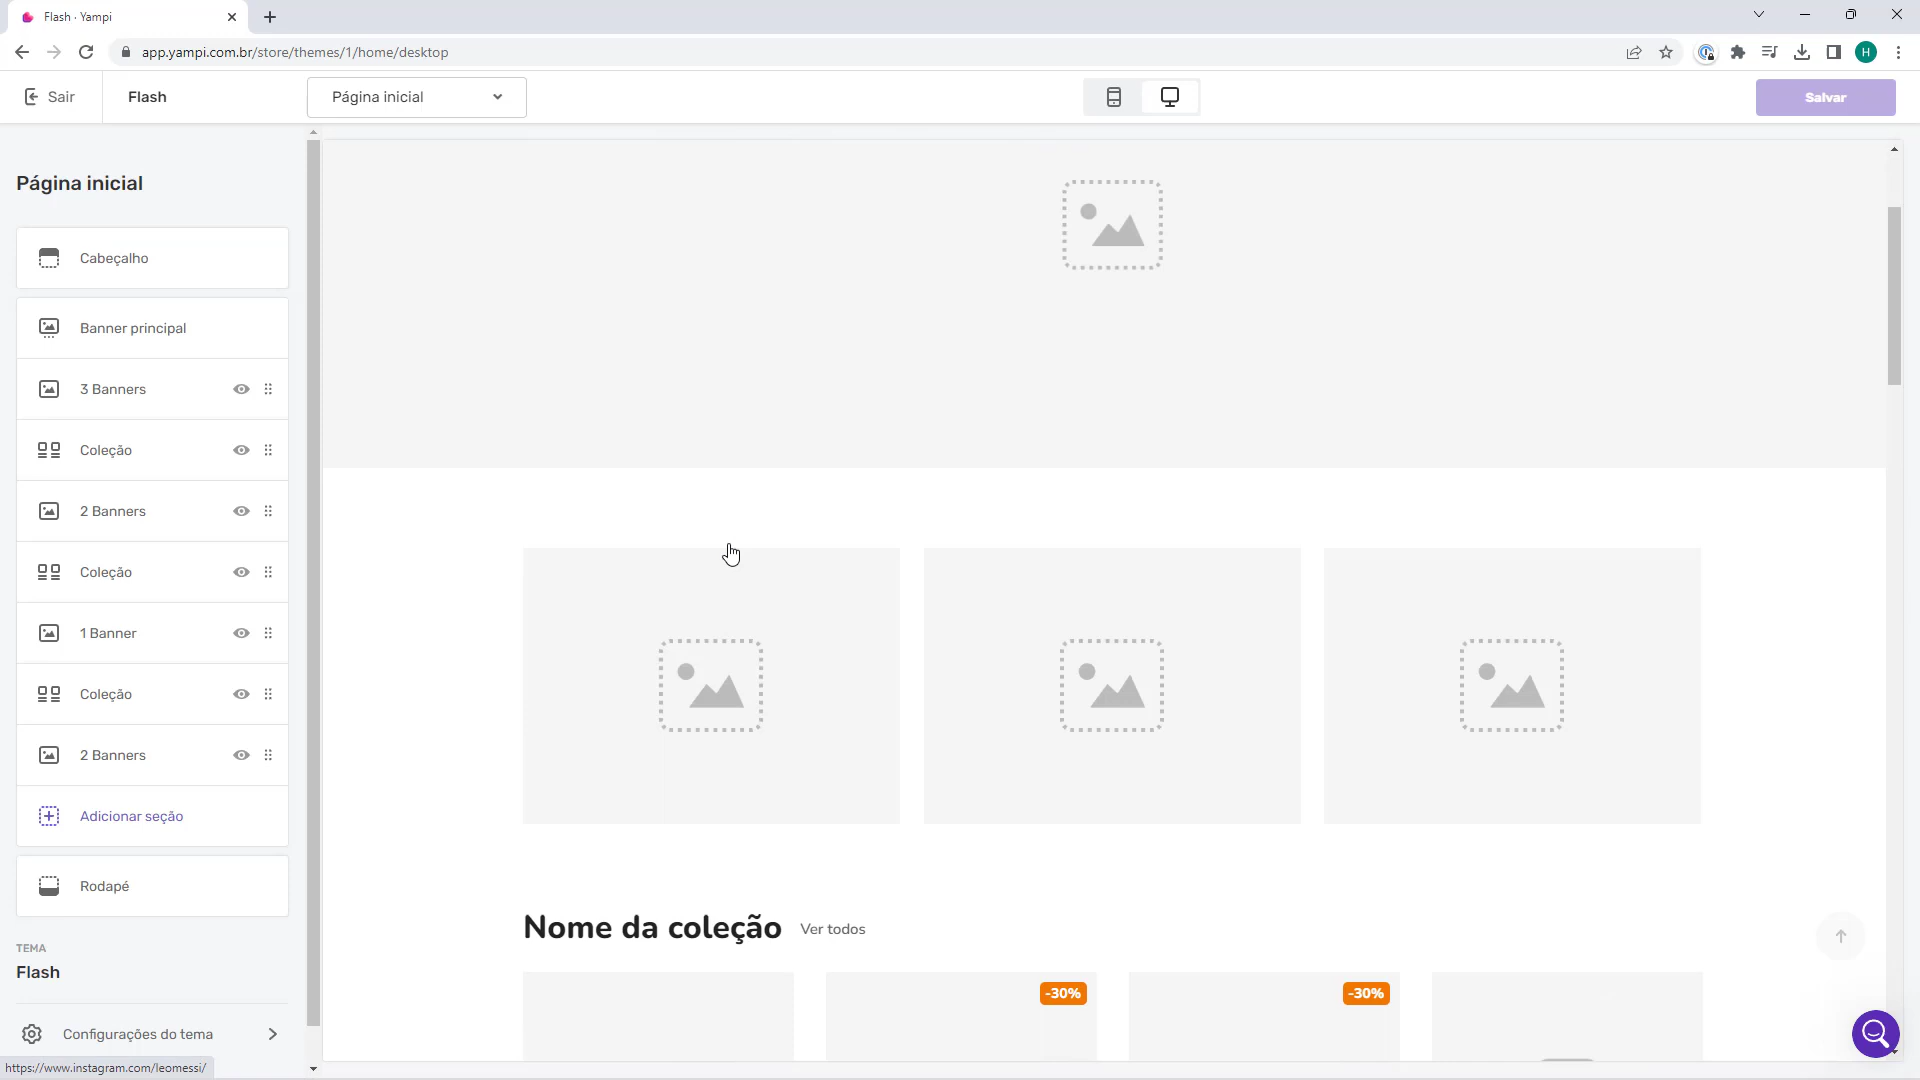 Flash · Yampi
app.yampi.com.br/store/themes/1/home/desktop
H
Sair
Flash
Página inicial
Salvar
Página inicial
Cabeçalho
Banner principal
3 Banners
Coleção
2 Banners
Coleção
1 Banner
Coleção
2 Banners
Adicionar seção
Rodapé
TEMA
Flash
Configurações do tema
https://www.instagram.com/leomessi/
Nome da coleção Ver todos
-30%
-30%